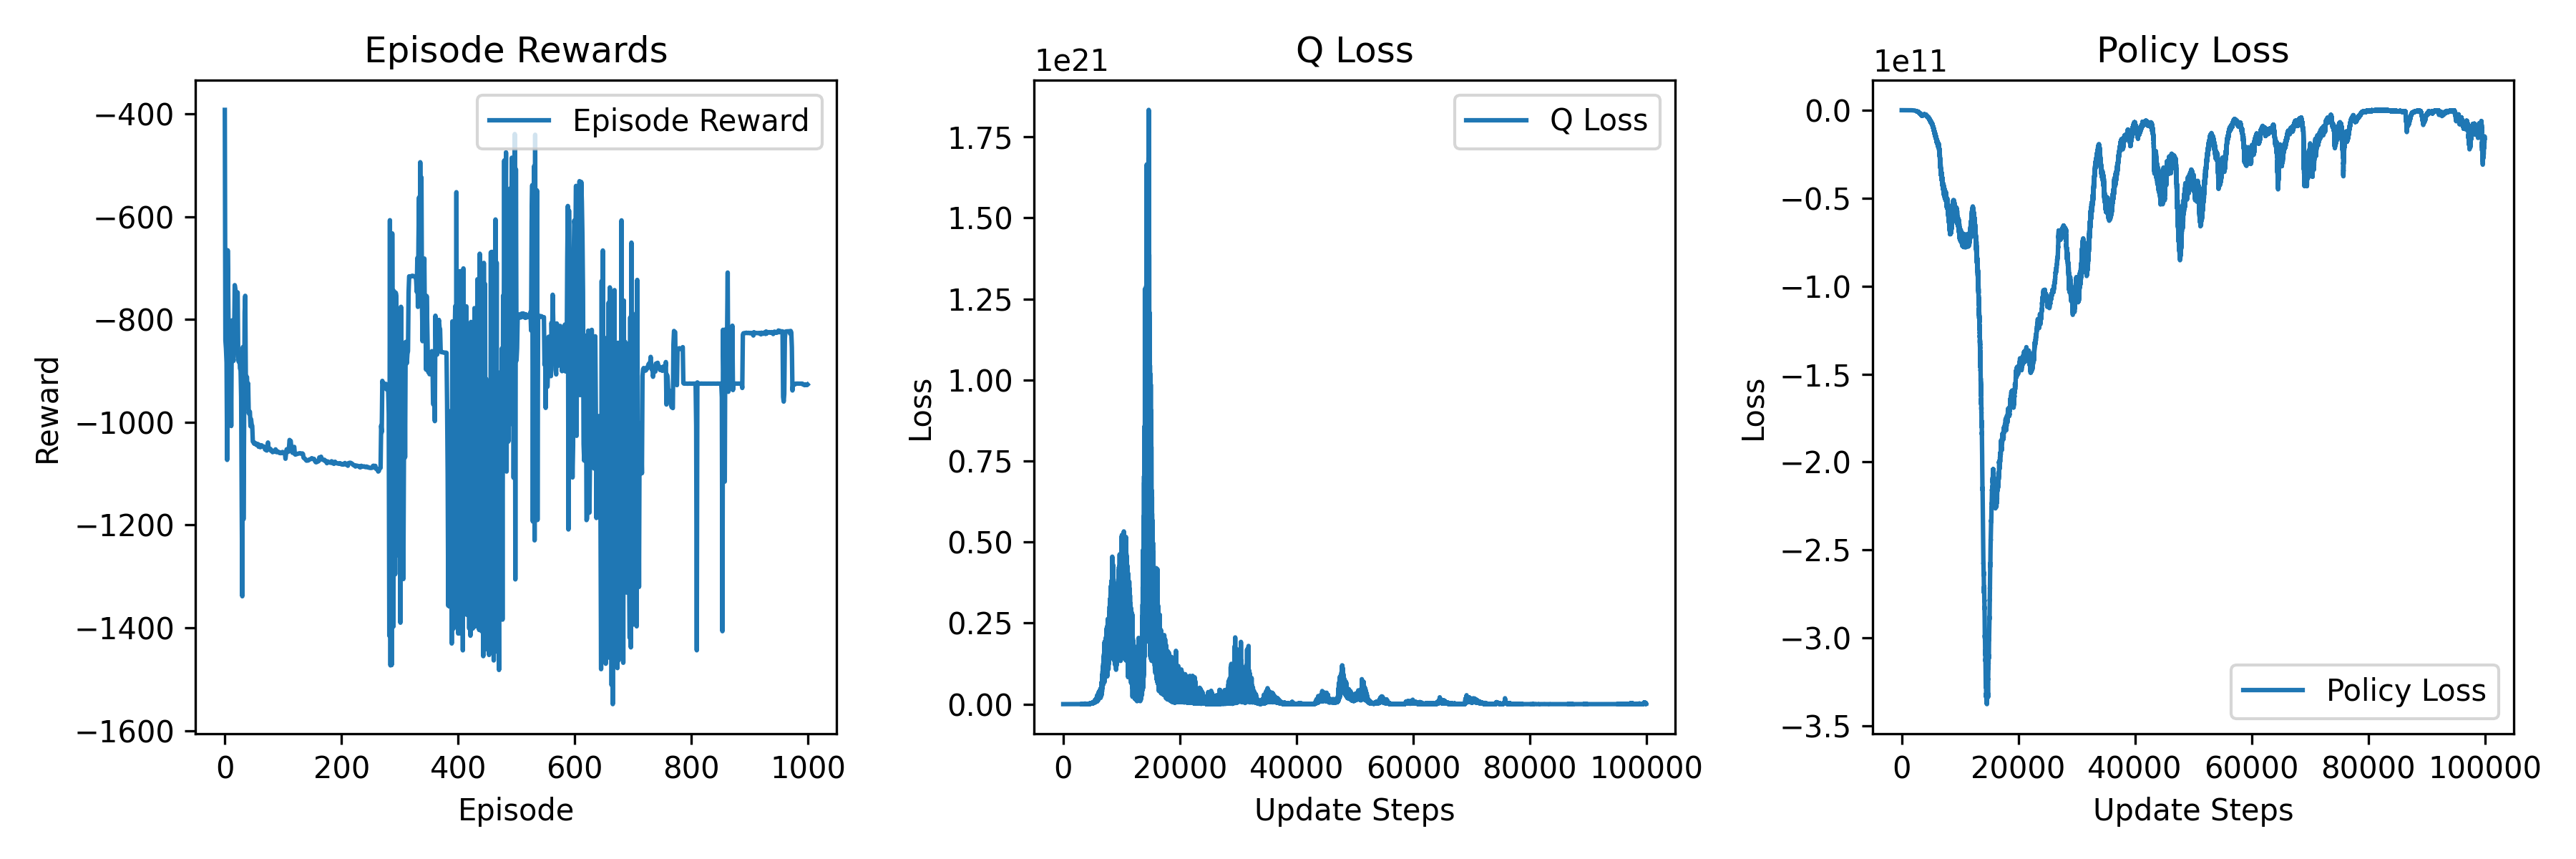 Episode Rewards
Episode Reward
−400
−600
−800
−1000
−1200
−1400
−1600
Reward
0 200 400 600 800 1000
Episode
Q Loss
1e21
Q Loss
1.75
1.50
1.25
1.00
0.75
0.50
0.25
0.00
Loss
0 20000 40000 60000 80000 100000
Update Steps
Policy Loss
1e11
0.0
−0.5
−1.0
−1.5
−2.0
−2.5
−3.0
−3.5
Loss
Policy Loss
0 20000 40000 60000 80000 100000
Update Steps